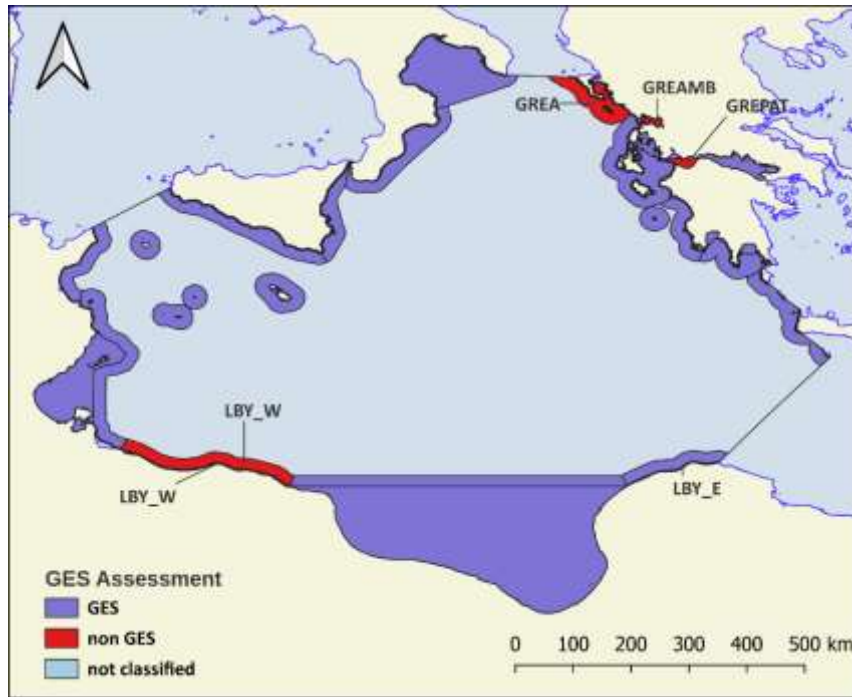 GREA
GREAMB
GREPAT
LBY_W
LBY_W
LBY_E
GES Assessment
GES
non GES
not classified
0 100 200 300 400 500 km